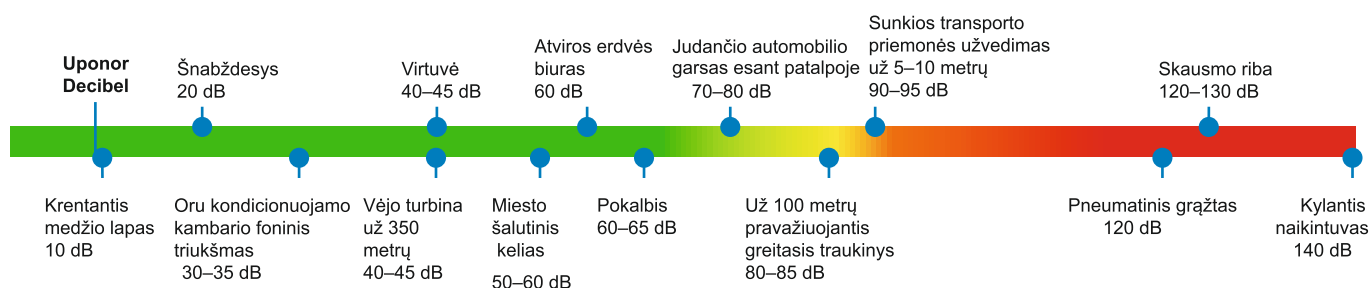 Uponor
Decibel
Šnabždesys
20 dB
Virtuvė
40–45 dB
Atviros erdvės
biuras
60 dB
Judančio automobilio
garsas esant patalpoje
70–80 dB
Sunkios transporto
priemonės užvedimas
už 5–10 metrų
90–95 dB
Skausmo riba
120–130 dB
Krentantis
medžio lapas
10 dB
Oru kondicionuojamo
kambario foninis
triukšmas
30–35 dB
Vėjo turbina
už 350
metrų
40–45 dB
Miesto
šalutinis
kelias
50–60 dB
Pokalbis
60–65 dB
Už 100 metrų
pravažiuojantis
greitasis traukinys
80–85 dB
Pneumatinis grąžtas
120 dB
Kylantis
naikintuvas
140 dB